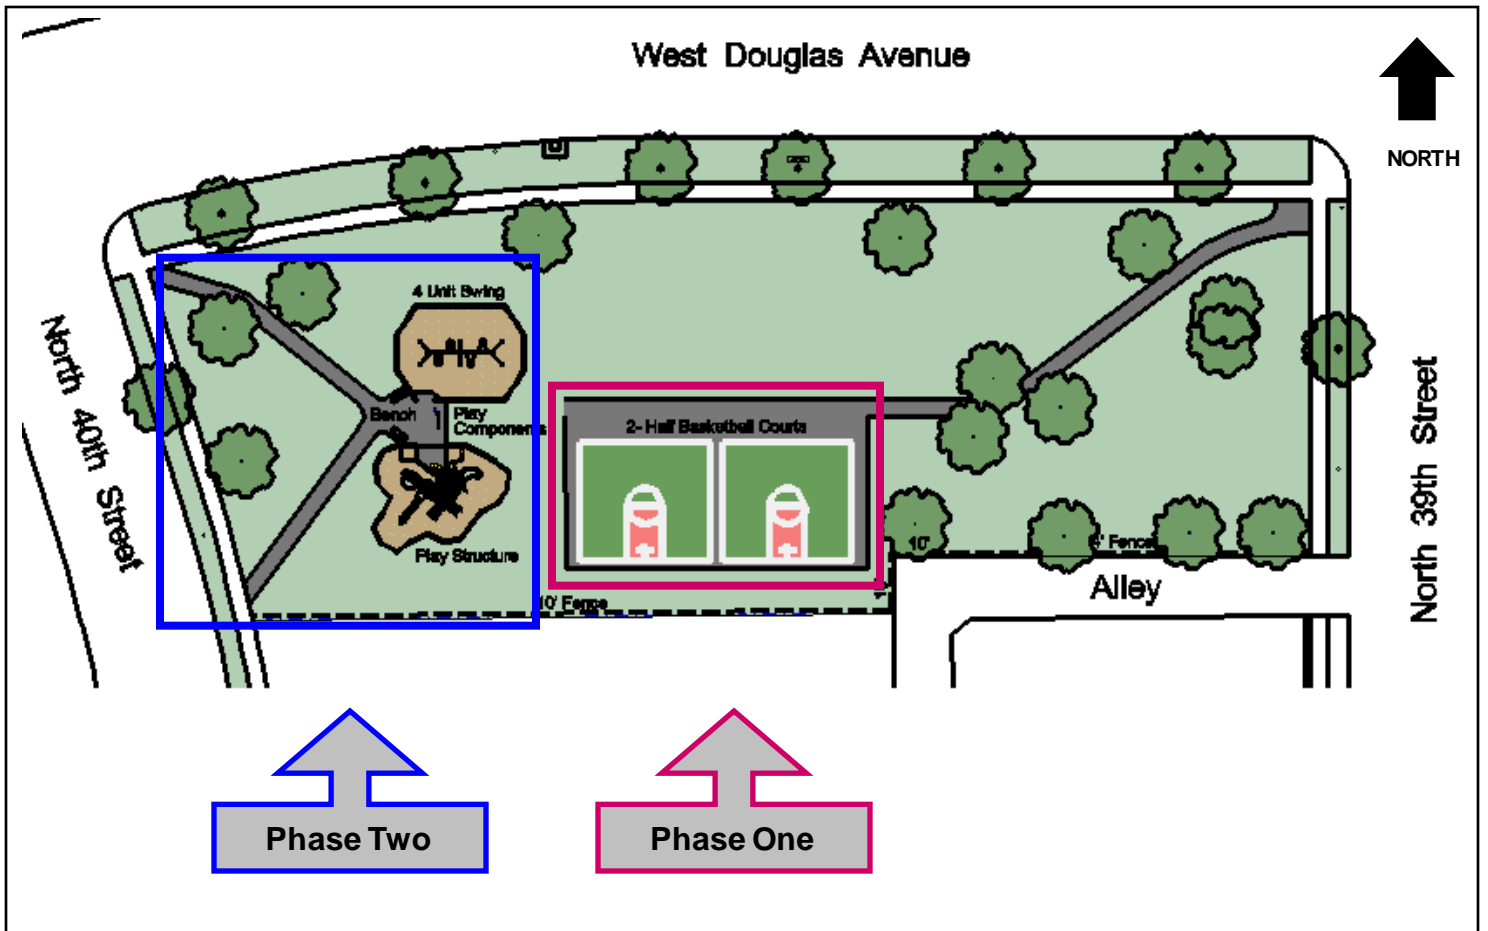 West Douglas Avenue
NORTH
4 Unit Swing
North 40th Street
Bench
Play
Components
2- Half Basketball Courts
North 39th Street
10'
' Fence
Play Structure
Alley
10' Fence
Phase Two
Phase One